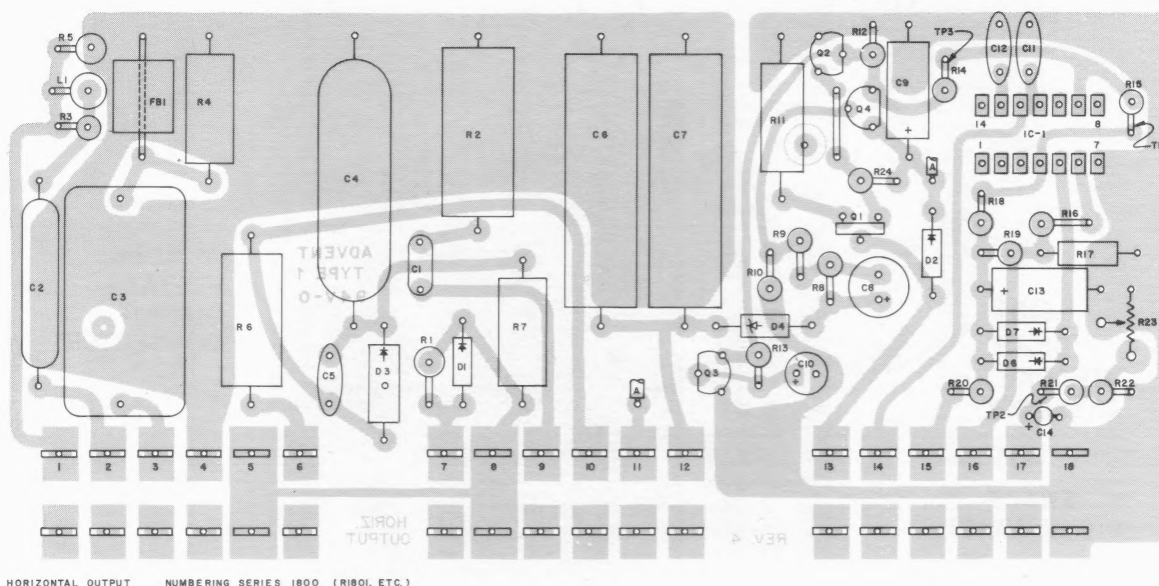 R5
L1
R3
FB1
R4
C4
R2
C6
C7
R11
Q2
R12
C9
TP3
R14
Q4
C12
C11
14
8
IC-1
1
7
R15
R24
A
Q1
D2
R18
R16
R19
R17
C13
D7
D6
R23
R9
R10
R8
C8
D4
R13
Q3
C10
R20
R21
R22
TP2
C14
C2
C3
R6
ADVENT
TYPE 1
94V-0
C1
C5
D3
R1
D1
R7
A
1 2 3 4 5 6 7 8 9 10 11 12 13 14 15 16 17 18
HORIZ.
OUTPUT
REV. 4
HORIZONTAL OUTPUT NUMBERING SERIES 1800 (R1801, ETC.)